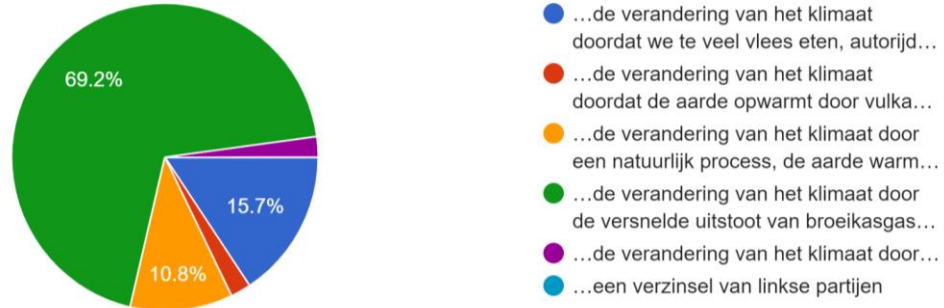 69.2%
15.7%
10.8%
…de verandering van het klimaat
doordat we te veel vlees eten, autorijd…
…de verandering van het klimaat
doordat de aarde opwarmt door vulka…
…de verandering van het klimaat door
een natuurlijk process, de aarde warm…
…de verandering van het klimaat door
de versnelde uitstoot van broeikasgas…
…de verandering van het klimaat door…
…een verzinsel van linkse partijen